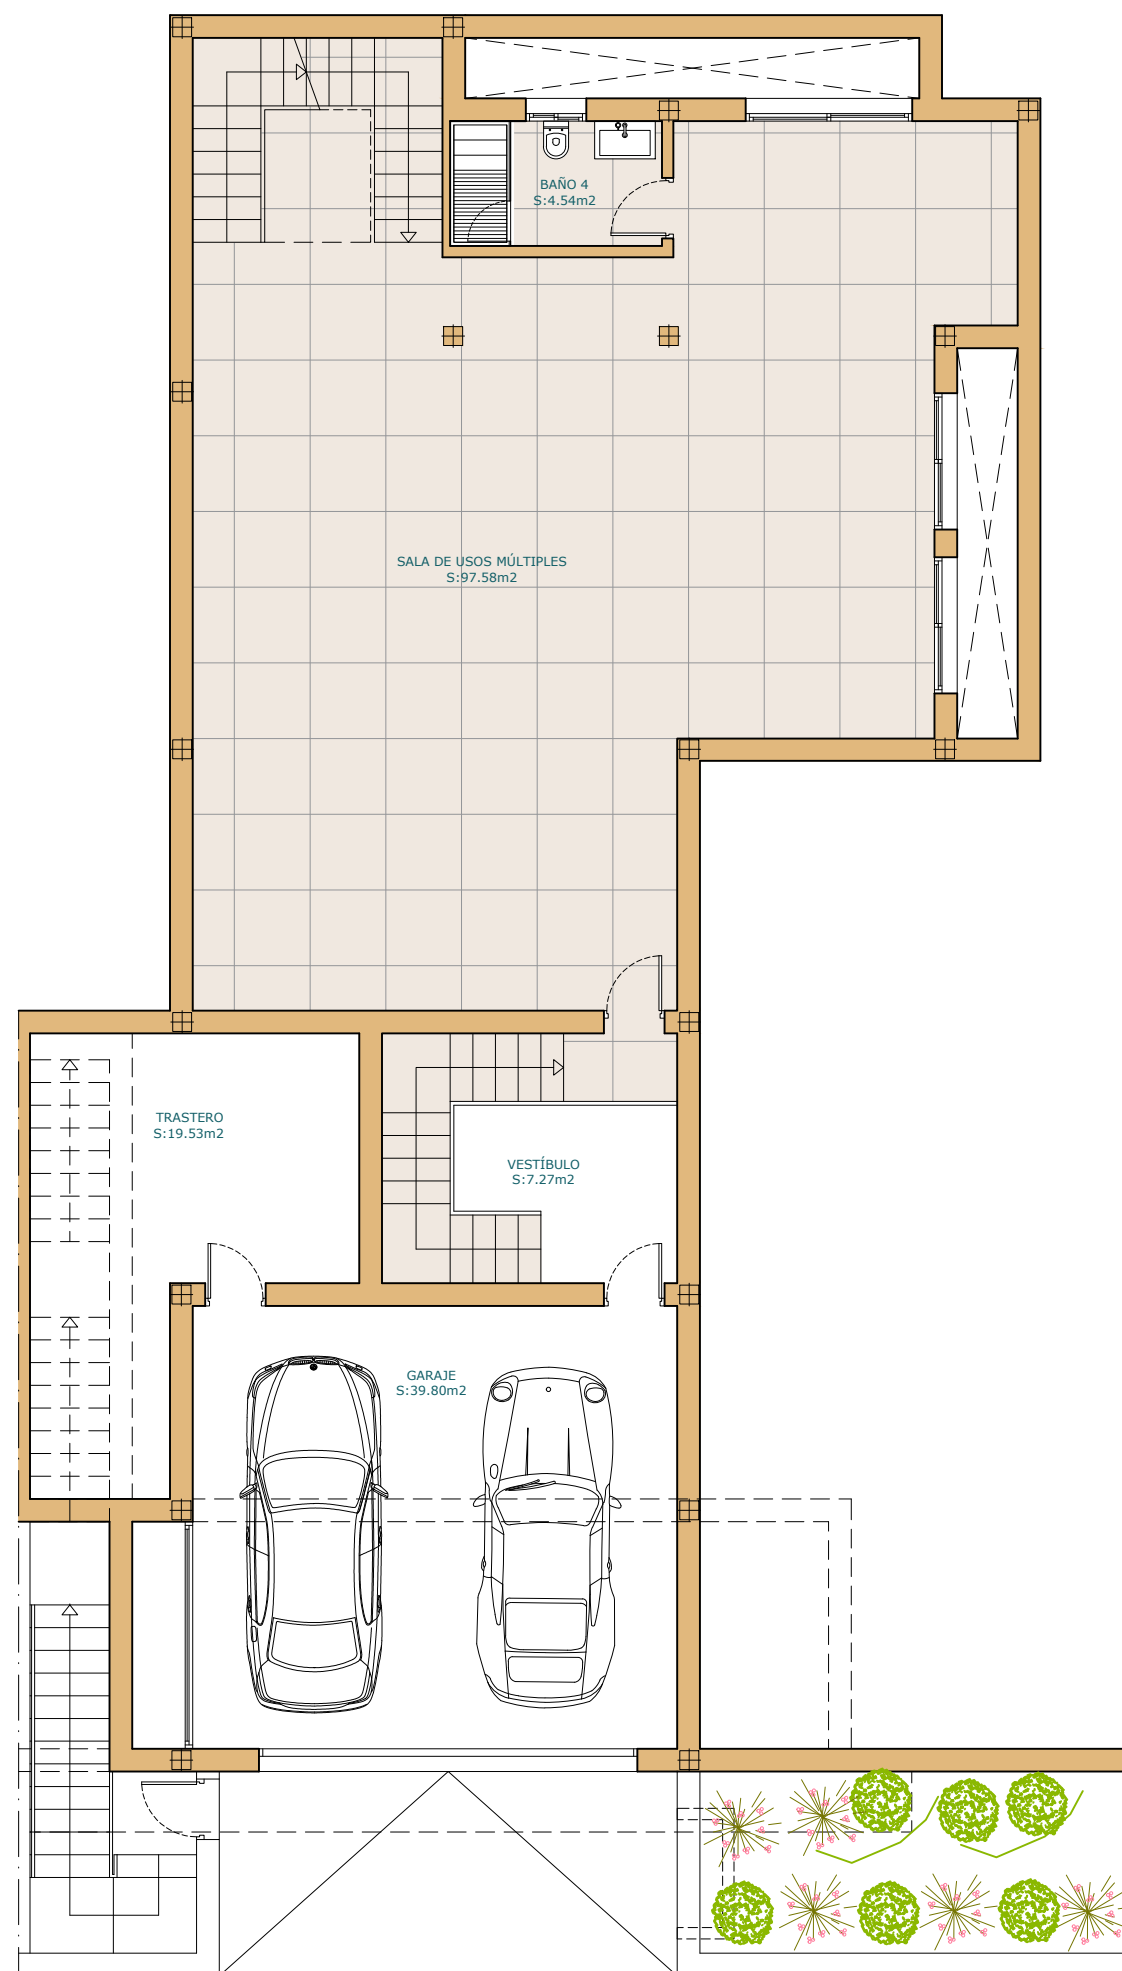 BAÑO 4
S:4.54m2
SALA DE USOS MÚLTIPLES
S:97.58m2
TRASTERO
S:19.53m2
VESTÍBULO
S:7.27m2
GARAJE
S:39.80m2